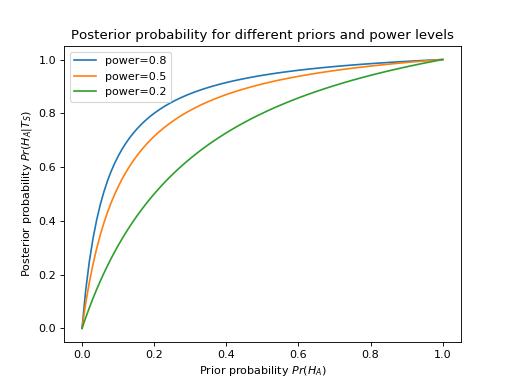 Posterior probability for different priors and power levels
power=0.8
power=0.5
power=0.2
Posterior probability Pr(H_A|Ts)
1.0
0.8
0.6
0.4
0.2
0.0
0.0 0.2 0.4 0.6 0.8 1.0
Prior probability Pr(H_A)